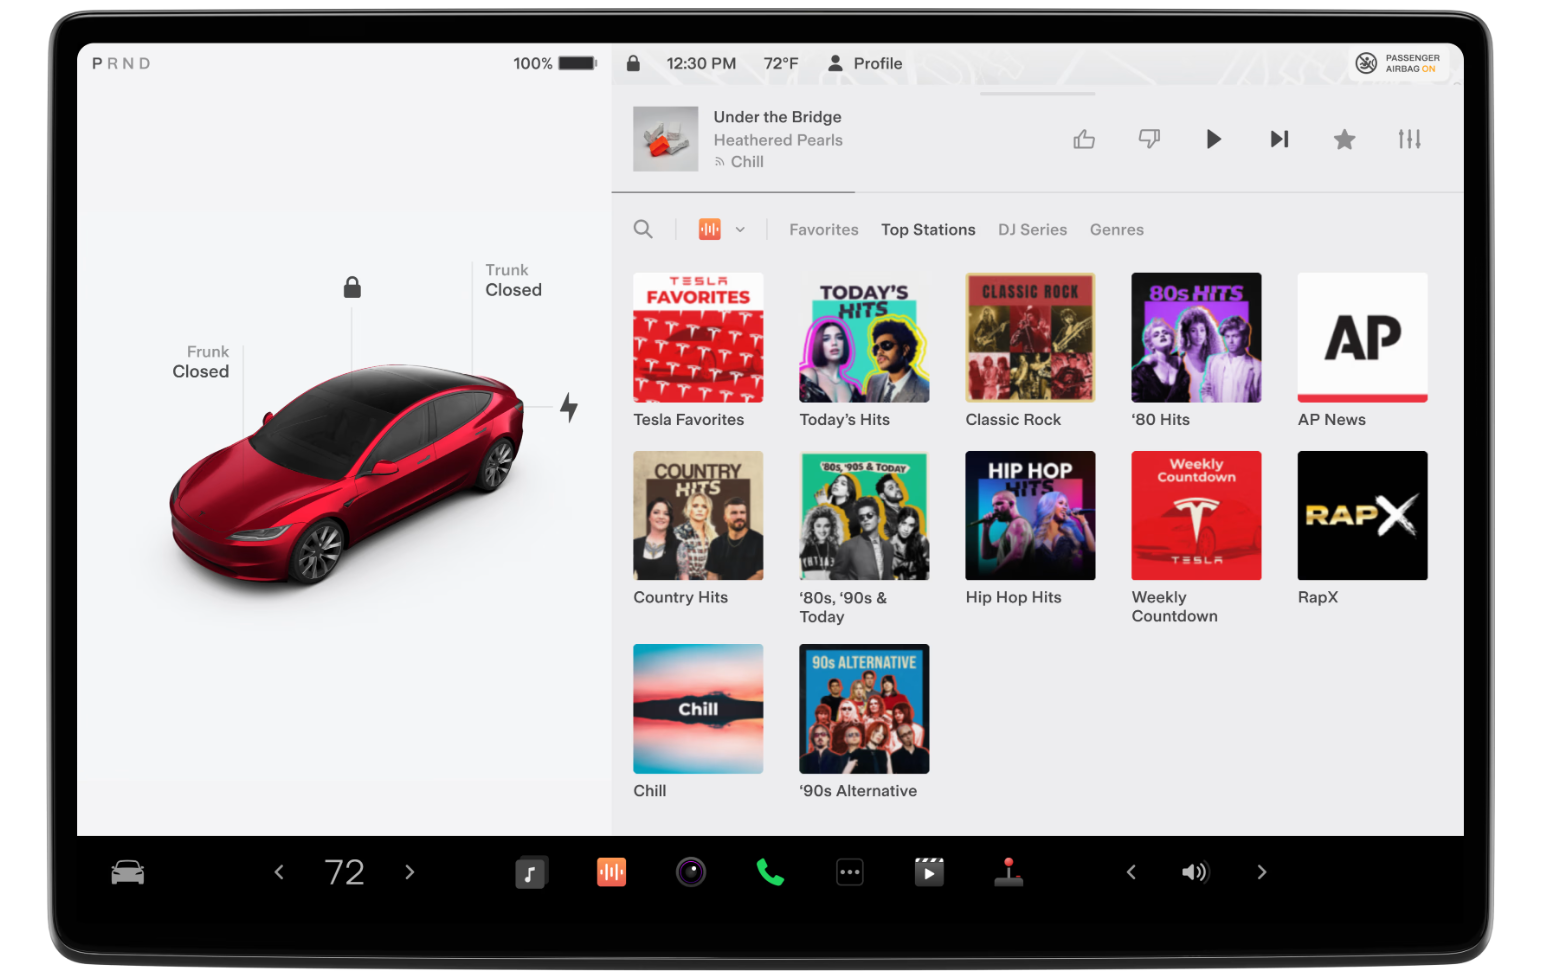 PRND
100%
12:30 PM 72°F Profile
PASSENGER
AIRBAG ON
Under the Bridge
Heathered Pearls
Chill
Favorites Top Stations DJ Series Genres
Trunk
Closed
Frunk
Closed
TESLA
FAVORITES
TODAY'S
HITS
CLASSIC ROCK
80s HITS
AP
Tesla Favorites
Today's Hits
Classic Rock
‘80 Hits
AP News
COUNTRY
HITS
'80s, '90s & TODAY
HIP HOP
HITS
Weekly
Countdown
TESLA
RAPX
Country Hits
‘80s, ‘90s &
Today
Hip Hop Hits
Weekly
Countdown
RapX
Chill
90s ALTERNATIVE
Chill
‘90s Alternative
72